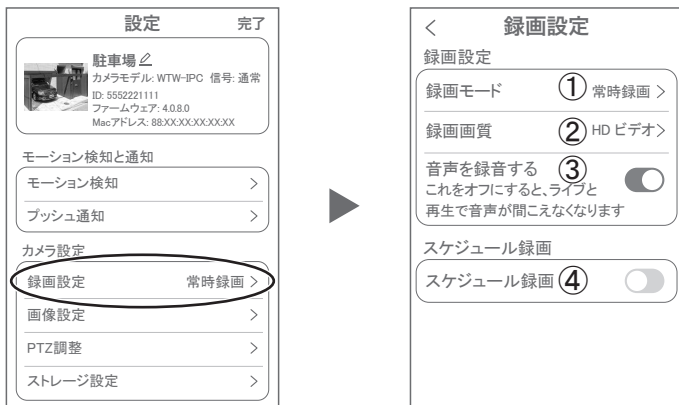 設定 完了
駐車場
カメラモデル: WTW-IPC 信号: 通常
ID: 5552221111
ファームウェア: 4.0.8.0
Macアドレス: 88:XX:XX:XX:XX:XX
モーション検知と通知
モーション検知 >
プッシュ通知 >
カメラ設定
録画設定 常時録画 >
画像設定 >
PTZ調整 >
ストレージ設定 >
< 録画設定
録画設定
録画モード ① 常時録画 >
録画画質 ② HD ビデオ>
音声を録音する ③
これをオフにすると、ライブと
再生で音声が聞こえなくなります
スケジュール録画
スケジュール録画 ④